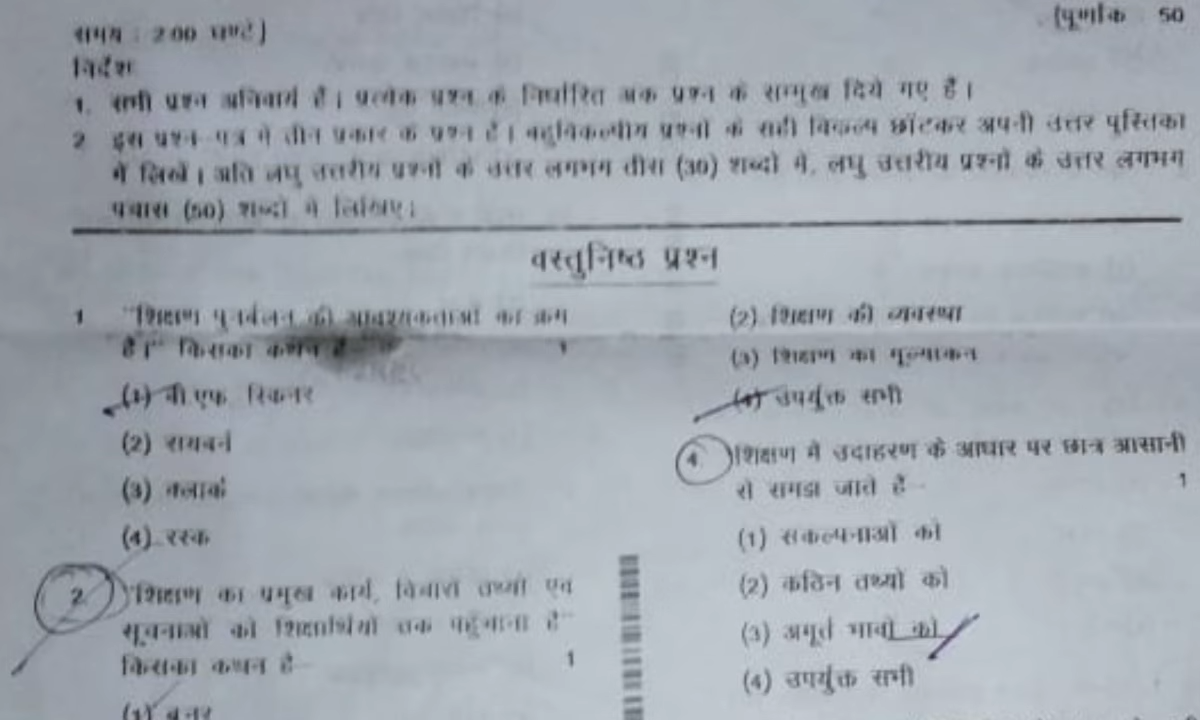 समय : 2.00 घण्टे]
[पूर्णांक : 50
निर्देश
1. सभी प्रश्न अनिवार्य हैं। प्रत्येक प्रश्न के निर्धारित अंक प्रश्न के सम्मुख दिये गए हैं।
2 इस प्रश्न-पत्र में तीन प्रकार के प्रश्न हैं। बहुविकल्पीय प्रश्नों के सही विकल्प छाँटकर अपनी उत्तर पुस्तिका
में लिखें। अति लघु उत्तरीय प्रश्नों के उत्तर लगभग तीस (30) शब्दों में, लघु उत्तरीय प्रश्नों के उत्तर लगभग
पचास (50) शब्दों में लिखिए।
वस्तुनिष्ठ प्रश्न
1 "शिक्षण पुनर्बलन की आवश्यकताओं का क्रम
है।" किसका कथन है 1
(1) बी.एफ. स्किनर
(2) रायबर्न
(3) क्लार्क
(4) रस्क
2 "शिक्षण का प्रमुख कार्य, विचारों तथ्यों एवं
सूचनाओं को शिक्षार्थियों तक पहुँचाना है"
किसका कथन है– 1
(1)
(2) शिक्षण की व्यवस्था
(3) शिक्षण का मूल्यांकन
(4) उपर्युक्त सभी
4 शिक्षण में उदाहरण के आधार पर छात्र आसानी
से समझ जाते हैं– 1
(1) संकल्पनाओं को
(2) कठिन तथ्यों को
(3) अमूर्त भावों को
(4) उपर्युक्त सभी